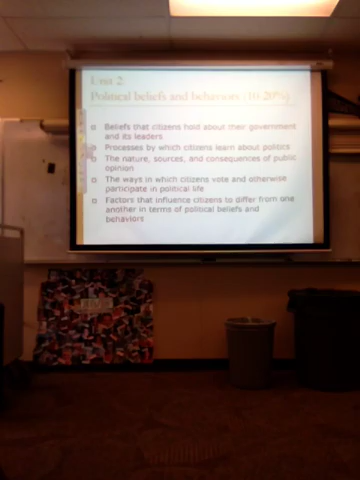 Unit 2
Political beliefs and behaviors (10-20%)
Beliefs that citizens hold about their government
and its leaders
Processes by which citizens learn about politics
The nature, sources, and consequences of public
opinion
The ways in which citizens vote and otherwise
participate in political life
Factors that influence citizens to differ from one
another in terms of political beliefs and
behaviors